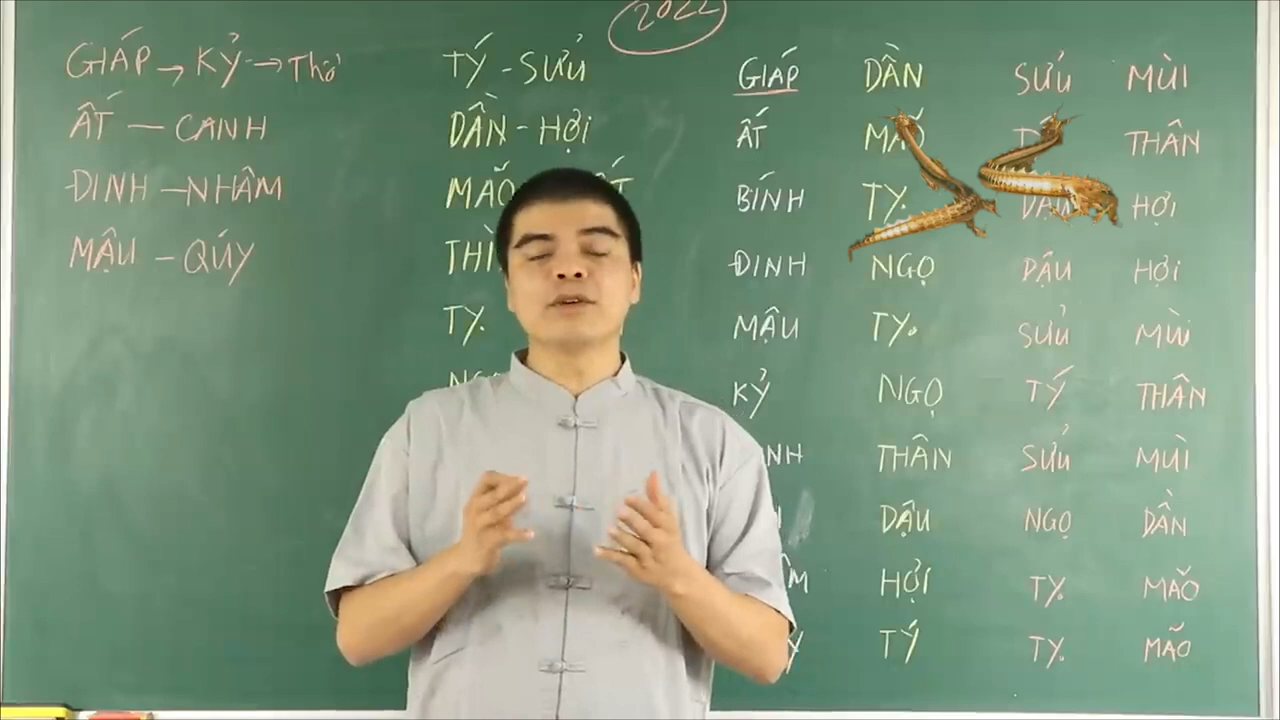 2022
GIÁP → KỶ → Thổ
ẤT — CANH
ĐINH — NHÂM
MẬU — QÚY
TÝ - SỬU
DẦN - HỢI
MÃO
TỴ
GIÁP DẦN SỬU MÙI
ẤT MÃO THÂN
BÍNH TỴ HỢI
ĐINH NGỌ DẬU HỢI
MẬU TỴ SỬU MÙI
KỶ NGỌ TÝ THÂN
THÂN SỬU MÙI
DẬU NGỌ DẦN
HỢI TỴ MÃO
TÝ TỴ MÃO